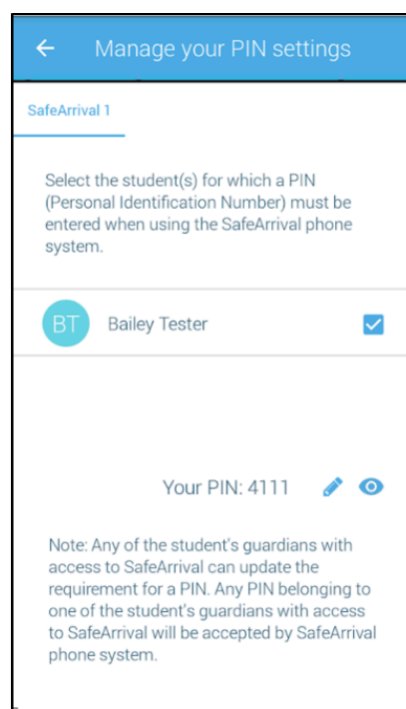 Manage your PIN settings
SafeArrival 1
Select the student(s) for which a PIN
(Personal Identification Number) must be
entered when using the SafeArrival phone
system.
BT Bailey Tester
Your PIN: 4111
Note: Any of the student's guardians with
access to SafeArrival can update the
requirement for a PIN. Any PIN belonging to
one of the student's guardians with access
to SafeArrival will be accepted by SafeArrival
phone system.